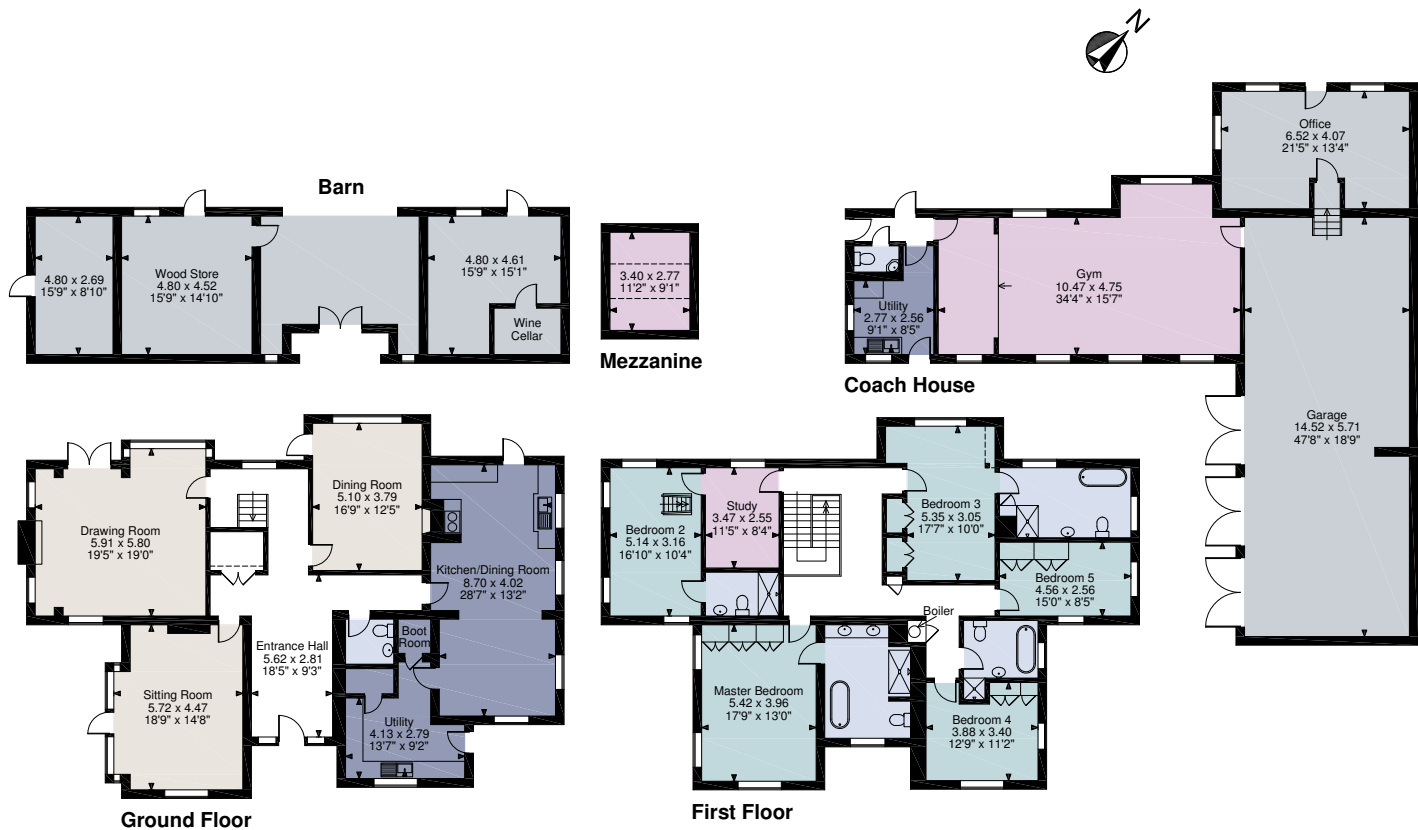 N
Office
6.52 x 4.07
21'5" x 13'4"
Barn
4.80 x 2.69
15'9" x 8'10"
Wood Store
4.80 x 4.52
15'9" x 14'10"
4.80 x 4.61
15'9" x 15'1"
Wine
Cellar
3.40 x 2.77
11'2" x 9'1"
Mezzanine
Utility
2.77 x 2.56
9'1" x 8'5"
Gym
10.47 x 4.75
34'4" x 15'7"
Coach House
Garage
14.52 x 5.71
47'8" x 18'9"
Drawing Room
5.91 x 5.80
19'5" x 19'0"
Dining Room
5.10 x 3.79
16'9" x 12'5"
Kitchen/Dining Room
8.70 x 4.02
28'7" x 13'2"
Boot
Room
Entrance Hall
5.62 x 2.81
18'5" x 9'3"
Sitting Room
5.72 x 4.47
18'9" x 14'8"
Utility
4.13 x 2.79
13'7" x 9'2"
Ground Floor
Bedroom 2
5.14 x 3.16
16'10" x 10'4"
Study
3.47 x 2.55
11'5" x 8'4"
Bedroom 3
5.35 x 3.05
17'7" x 10'0"
Bedroom 5
4.56 x 2.56
15'0" x 8'5"
Boiler
Master Bedroom
5.42 x 3.96
17'9" x 13'0"
Bedroom 4
3.88 x 3.40
12'9" x 11'2"
First Floor